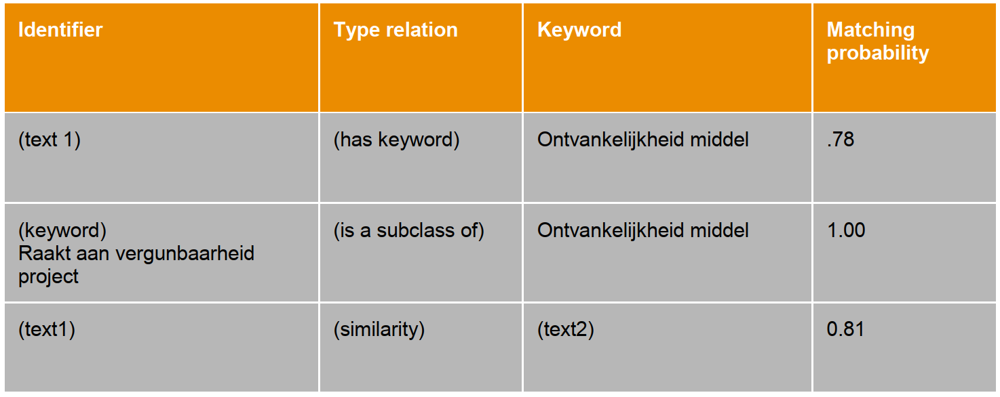 Identifier
Type relation
Keyword
Matching
probability
(text 1)
(has keyword)
Ontvankelijkheid middel
.78
(keyword)
Raakt aan vergunbaarheid
project
(is a subclass of)
Ontvankelijkheid middel
1.00
(text1)
(similarity)
(text2)
0.81